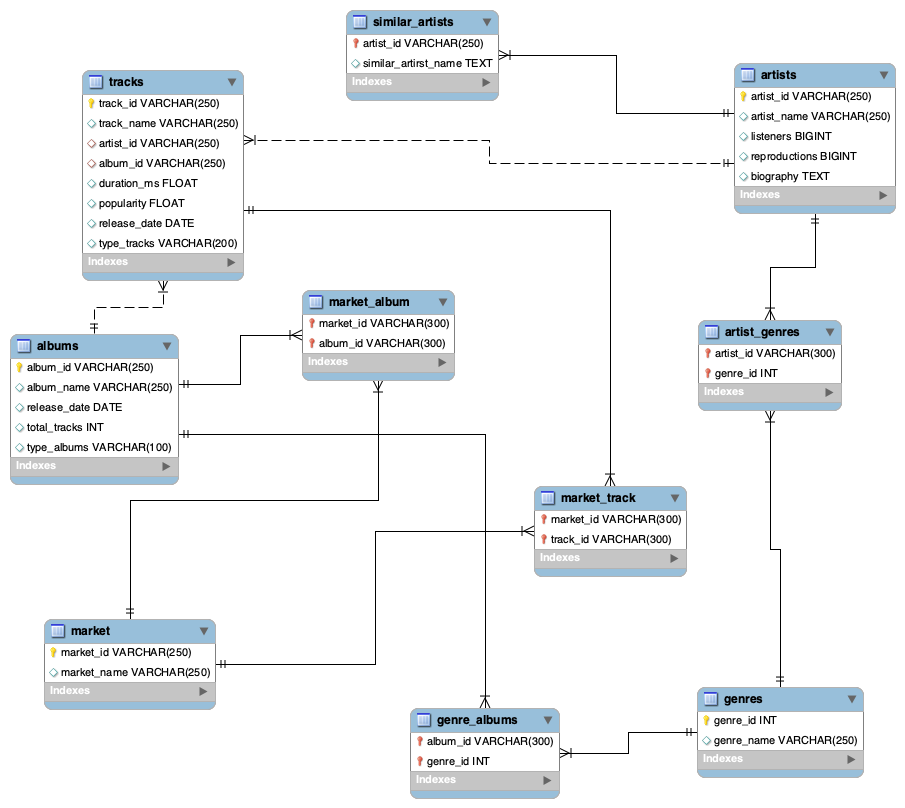 similar_artists
artist_id VARCHAR(250)
similar_artirst_name TEXT
Indexes
tracks
track_id VARCHAR(250)
track_name VARCHAR(250)
artist_id VARCHAR(250)
album_id VARCHAR(250)
duration_ms FLOAT
popularity FLOAT
release_date DATE
type_tracks VARCHAR(200)
Indexes
artists
artist_id VARCHAR(250)
artist_name VARCHAR(250)
listeners BIGINT
reproductions BIGINT
biography TEXT
Indexes
market_album
market_id VARCHAR(300)
album_id VARCHAR(300)
Indexes
albums
album_id VARCHAR(250)
album_name VARCHAR(250)
release_date DATE
total_tracks INT
type_albums VARCHAR(100)
Indexes
artist_genres
artist_id VARCHAR(300)
genre_id INT
Indexes
market_track
market_id VARCHAR(300)
track_id VARCHAR(300)
Indexes
market
market_id VARCHAR(250)
market_name VARCHAR(250)
Indexes
genre_albums
album_id VARCHAR(300)
genre_id INT
Indexes
genres
genre_id INT
genre_name VARCHAR(250)
Indexes